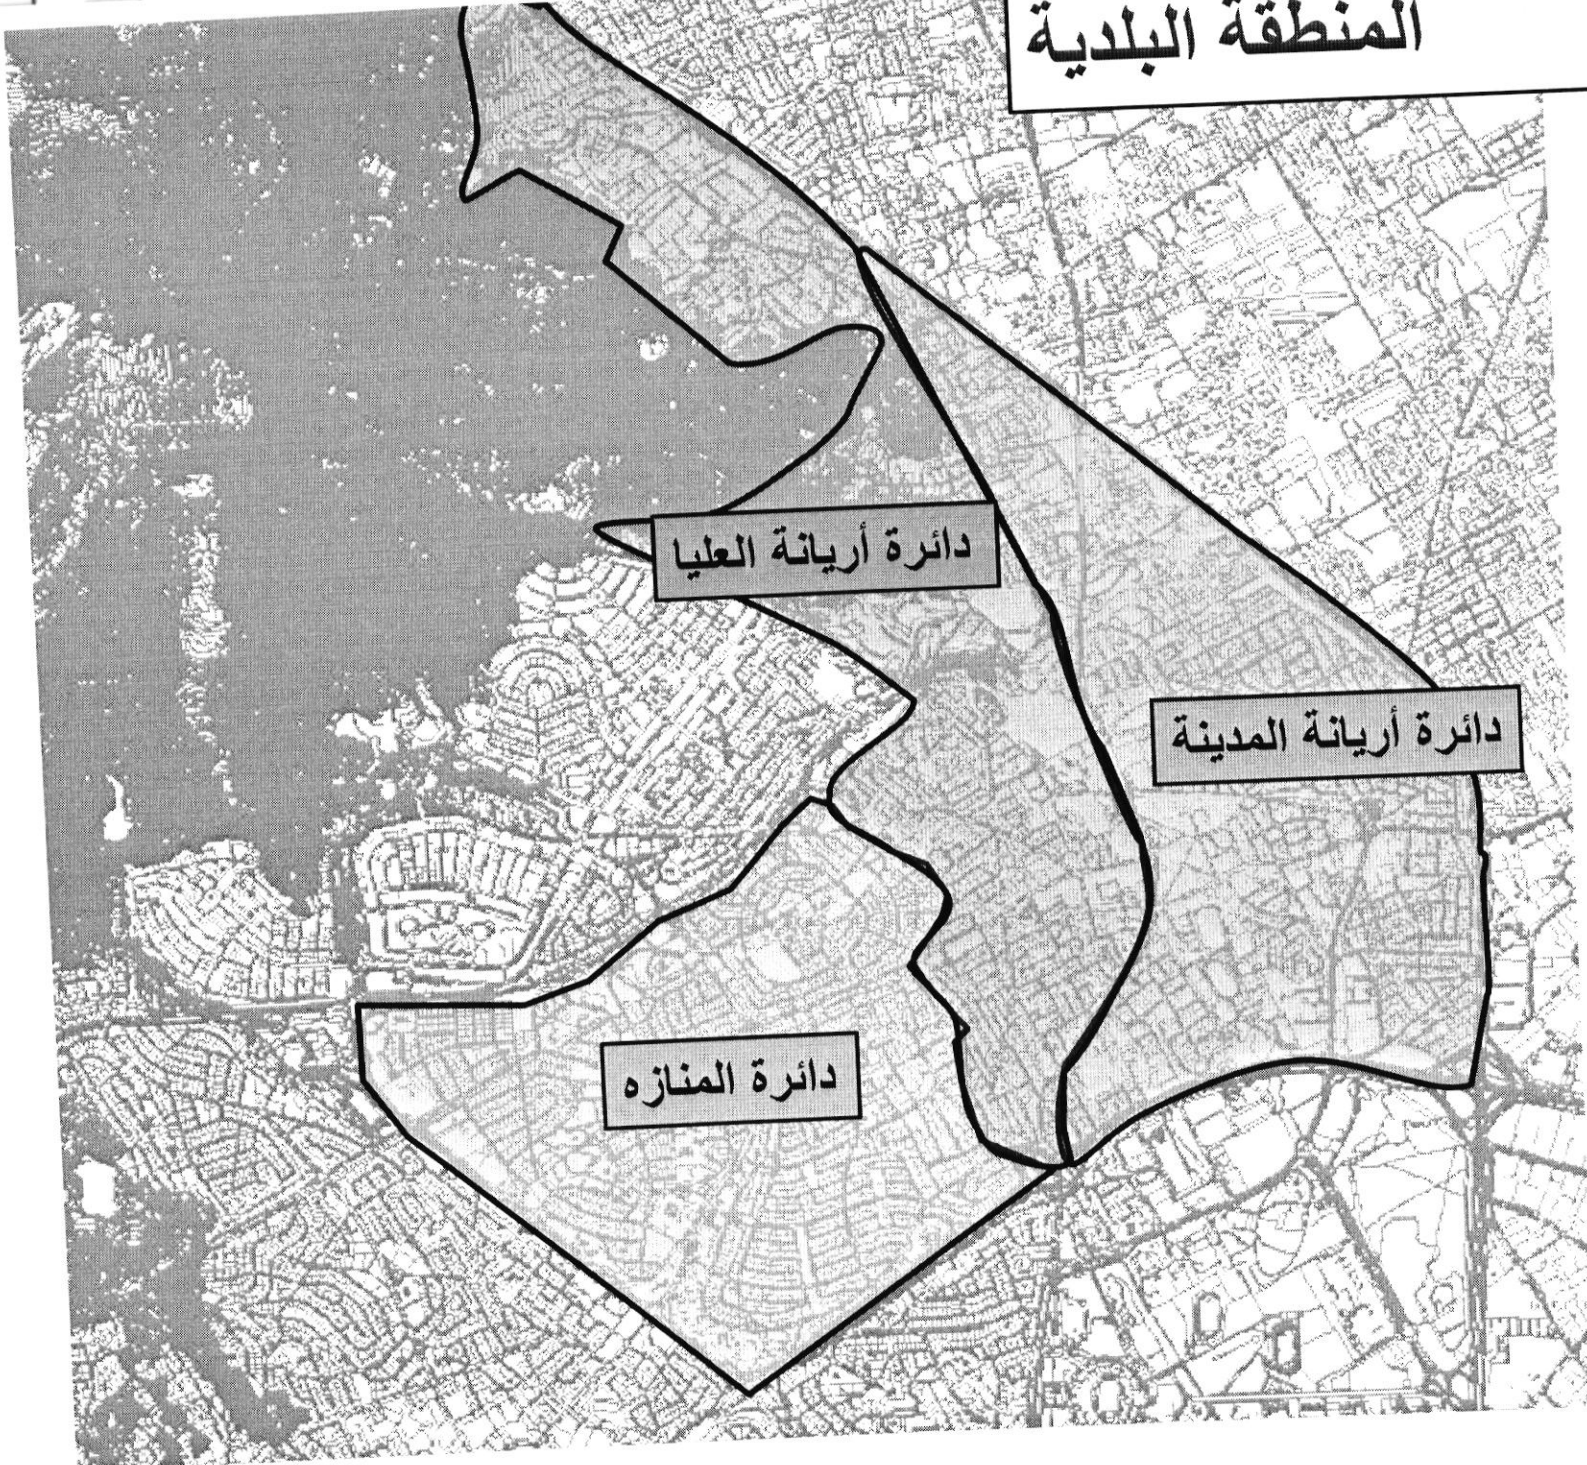 المنطقة البلدية
دائرة أريانة العليا
دائرة أريانة المدينة
دائرة المنازه